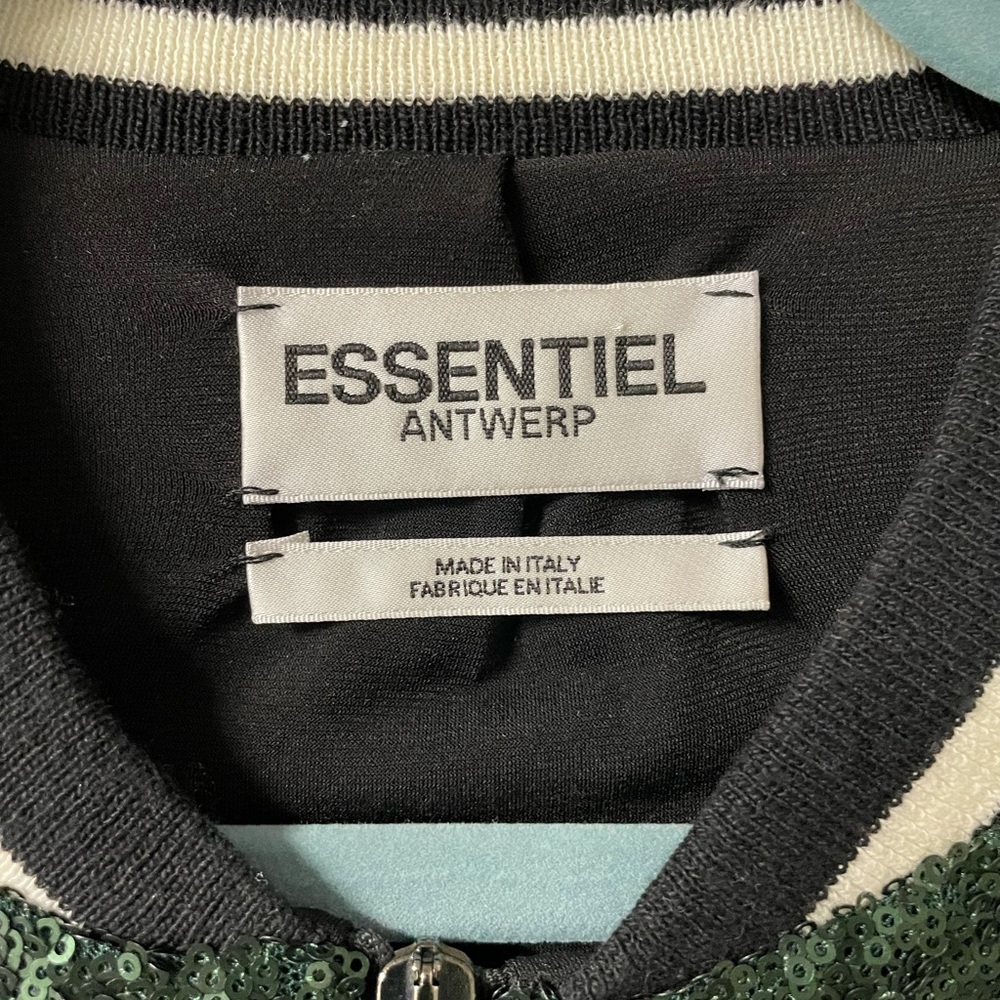 ESSENTIEL
ANTWERP
MADE IN ITALY
FABRIQUE EN ITALIE